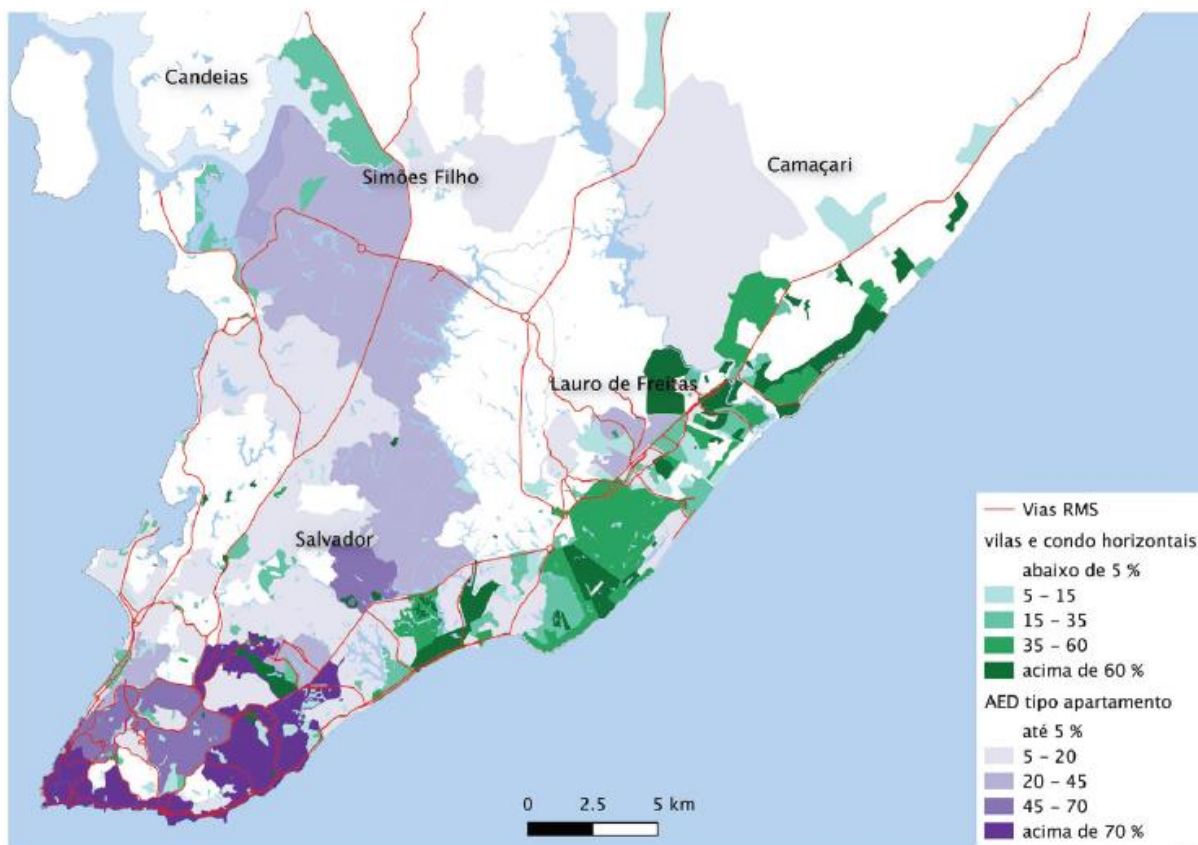 Candeias
Simões Filho
Camaçari
Lauro de Freitas
Salvador
0 2.5 5 km
Vias RMS
vilas e condo horizontais
abaixo de 5 %
5 - 15
15 - 35
35 - 60
acima de 60 %
AED tipo apartamento
até 5 %
5 - 20
20 - 45
45 - 70
acima de 70 %